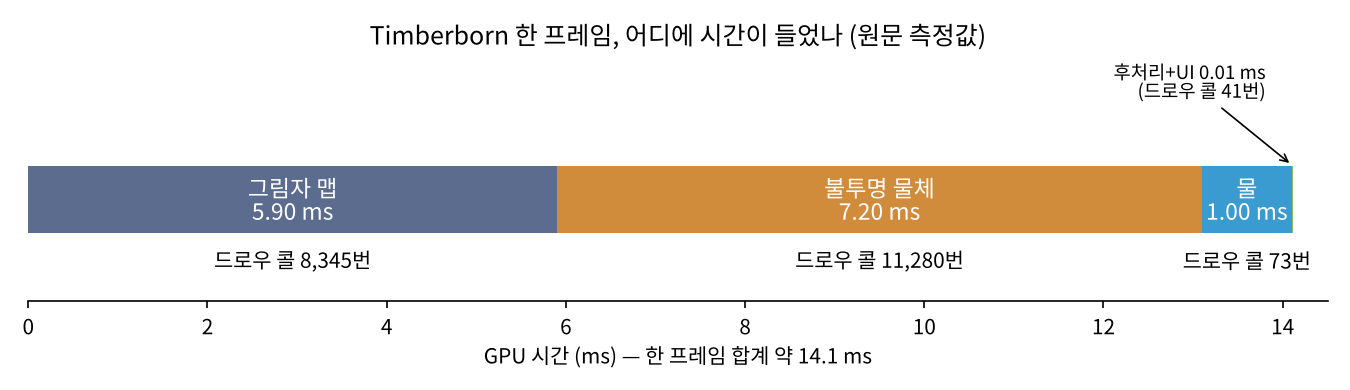 Timberborn 한 프레임, 어디에 시간이 들었나 (원문 측정값)
후처리+UI 0.01 ms
(드로우 콜 41번)
그림자 맵
5.90 ms
불투명 물체
7.20 ms
물
1.00 ms
드로우 콜 8,345번
드로우 콜 11,280번
드로우 콜 73번
0 2 4 6 8 10 12 14
GPU 시간 (ms) — 한 프레임 합계 약 14.1 ms